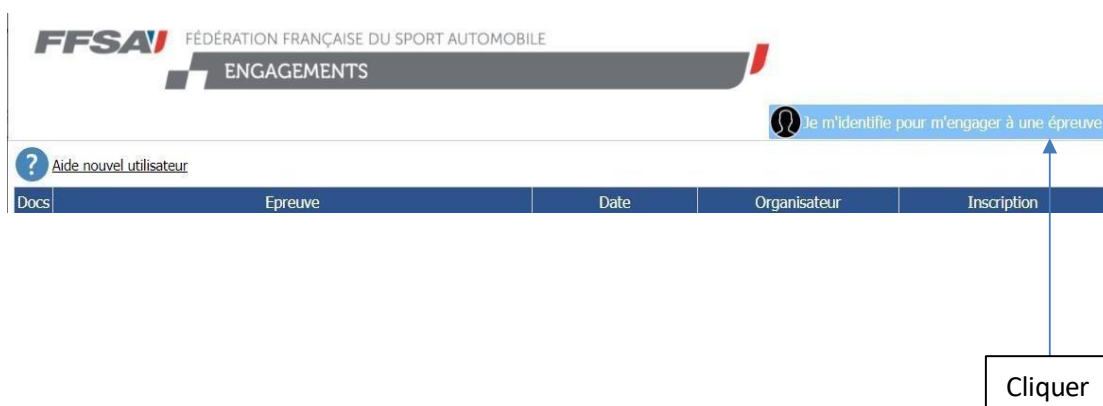 FFSA FÉDÉRATION FRANÇAISE DU SPORT AUTOMOBILE
ENGAGEMENTS
Je m'identifie pour m'engager à une épreuve
? Aide nouvel utilisateur
Docs Epreuve Date Organisateur Inscription
Cliquer